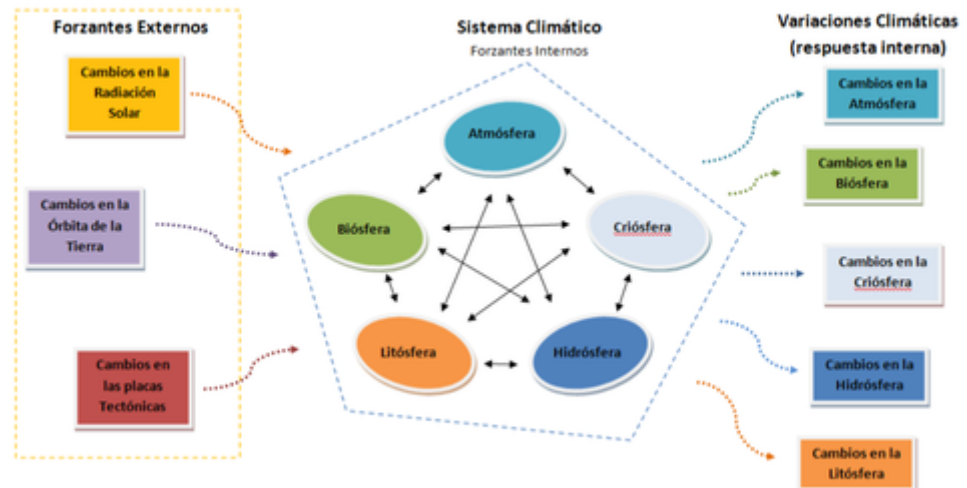 Forzantes Externos
Cambios en la
Radiación
Solar
Cambios en la
Órbita de la
Tierra
Cambios en
las placas
Tectónicas
Sistema Climático
Forzantes Internos
Atmósfera
Biósfera
Criósfera
Litósfera
Hidrósfera
Variaciones Climáticas
(respuesta interna)
Cambios en la
Atmósfera
Cambios en la
Biósfera
Cambios en la
Criósfera
Cambios en la
Hidrósfera
Cambios en la
Litósfera